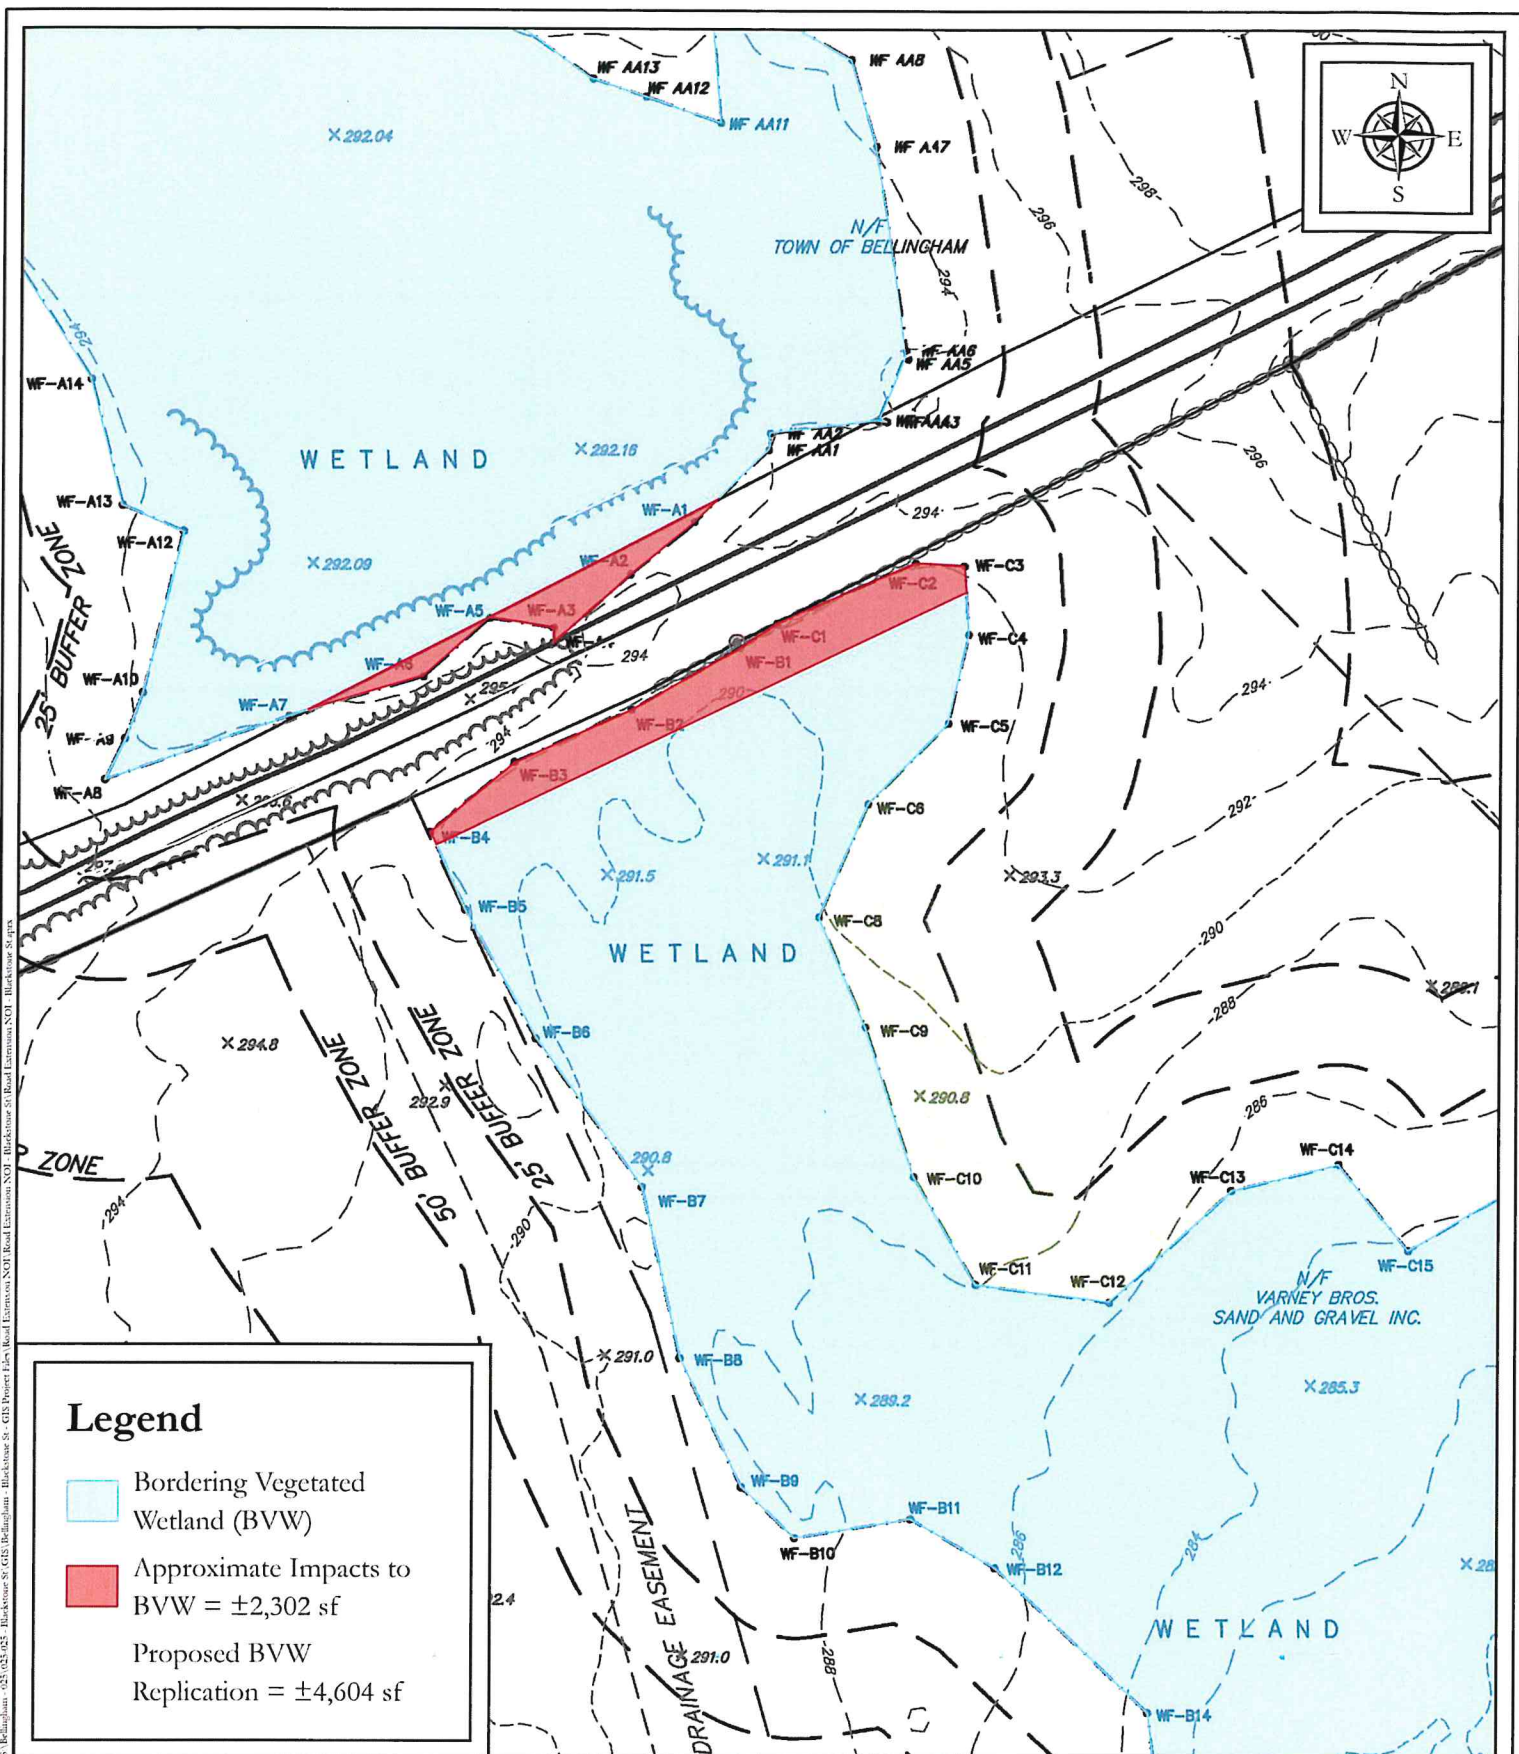 WF AA13
WF AA12
WF AA11
WF AA8
WF AA7
N
W
E
S
292.04
298
296
N/F
TOWN OF BELLINGHAM
294
294
WF-A14
WF AA6
WF AA5
WF AA2
WF AA1
WETLAND
292.16
296
WF-A13
WF-A1
294
WF-A12
25' BUFFER ZONE
292.09
WF-A2
WF-C2
WF-C3
WF-A5
WF-A3
WF-C1
WF-C4
WF-A6
294
WF-B1
WF-A10
295
290
294
WF-A7
WF-B2
WF-C5
WF-A9
294
WF-B3
WF-A8
WF-C6
292
WF-B4
291.1
291.5
293.3
WF-B5
WF-C8
290
WETLAND
288
WF-B6
WF-C9
294.8
50' BUFFER ZONE
25' BUFFER ZONE
292.9
290.8
286
ZONE
290.8
WF-C14
WF-B7
WF-C10
WF-C13
294
290
WF-C11
WF-C12
WF-C15
N/F
VARNEY BROS.
SAND AND GRAVEL INC.
291.0
WF-B8
289.2
285.3
Legend
Bordering Vegetated
Wetland (BVW)
Approximate Impacts to
BVW = ±2,302 sf
Proposed BVW
Replication = ±4,604 sf
WF-B9
WF-B11
WF-B10
286
284
WF-B12
DRAINAGE EASEMENT
291.0
288
WETLAND
WF-B14